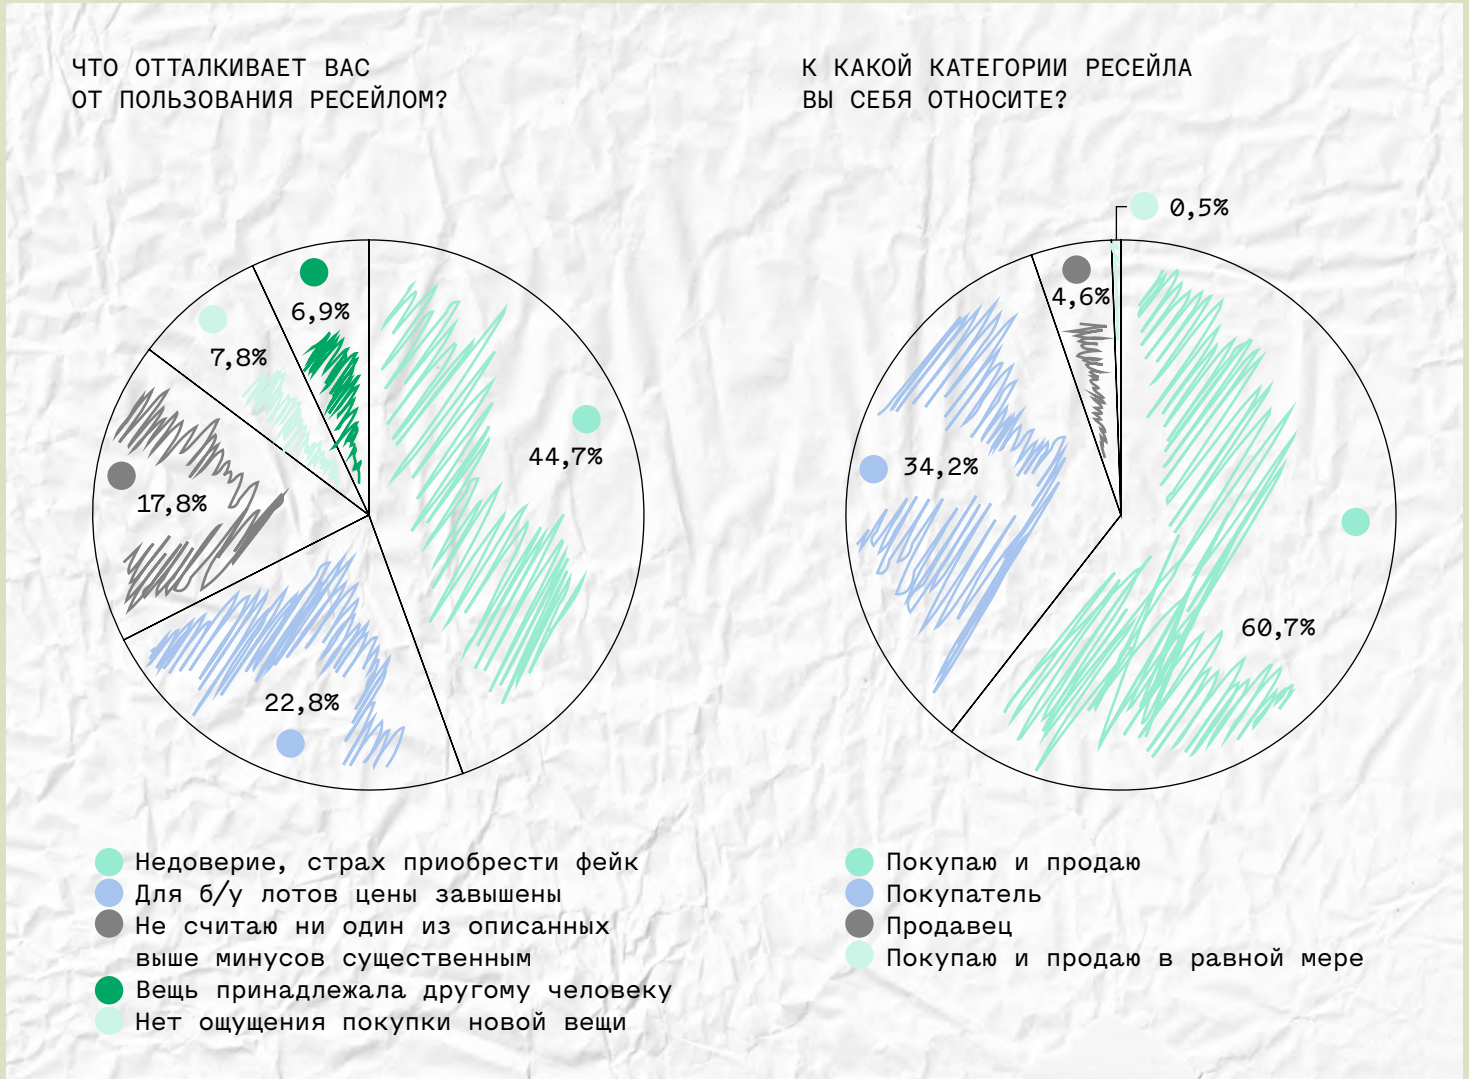 ЧТО ОТТАЛКИВАЕТ ВАС
ОТ ПОЛЬЗОВАНИЯ РЕСЕЙЛОМ?
6,9%
7,8%
44,7%
17,8%
22,8%
Недоверие, страх приобрести фейк
Для б/у лотов цены завышены
Не считаю ни один из описанных
выше минусов существенным
Вещь принадлежала другому человеку
Нет ощущения покупки новой вещи
К КАКОЙ КАТЕГОРИИ РЕСЕЙЛА
ВЫ СЕБЯ ОТНОСИТЕ?
0,5%
4,6%
34,2%
60,7%
Покупаю и продаю
Покупатель
Продавец
Покупаю и продаю в равной мере